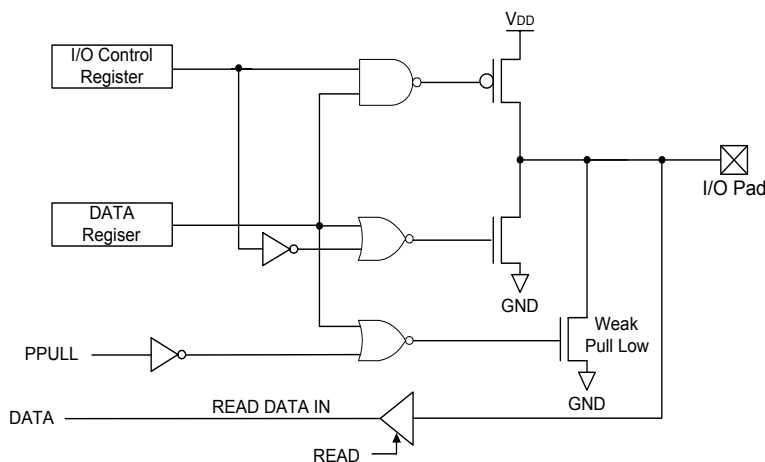 VDD
I/O Control
Register
I/O Pad
DATA
Regiser
GND
Weak
Pull Low
PPULL
GND
READ DATA IN
DATA
READ